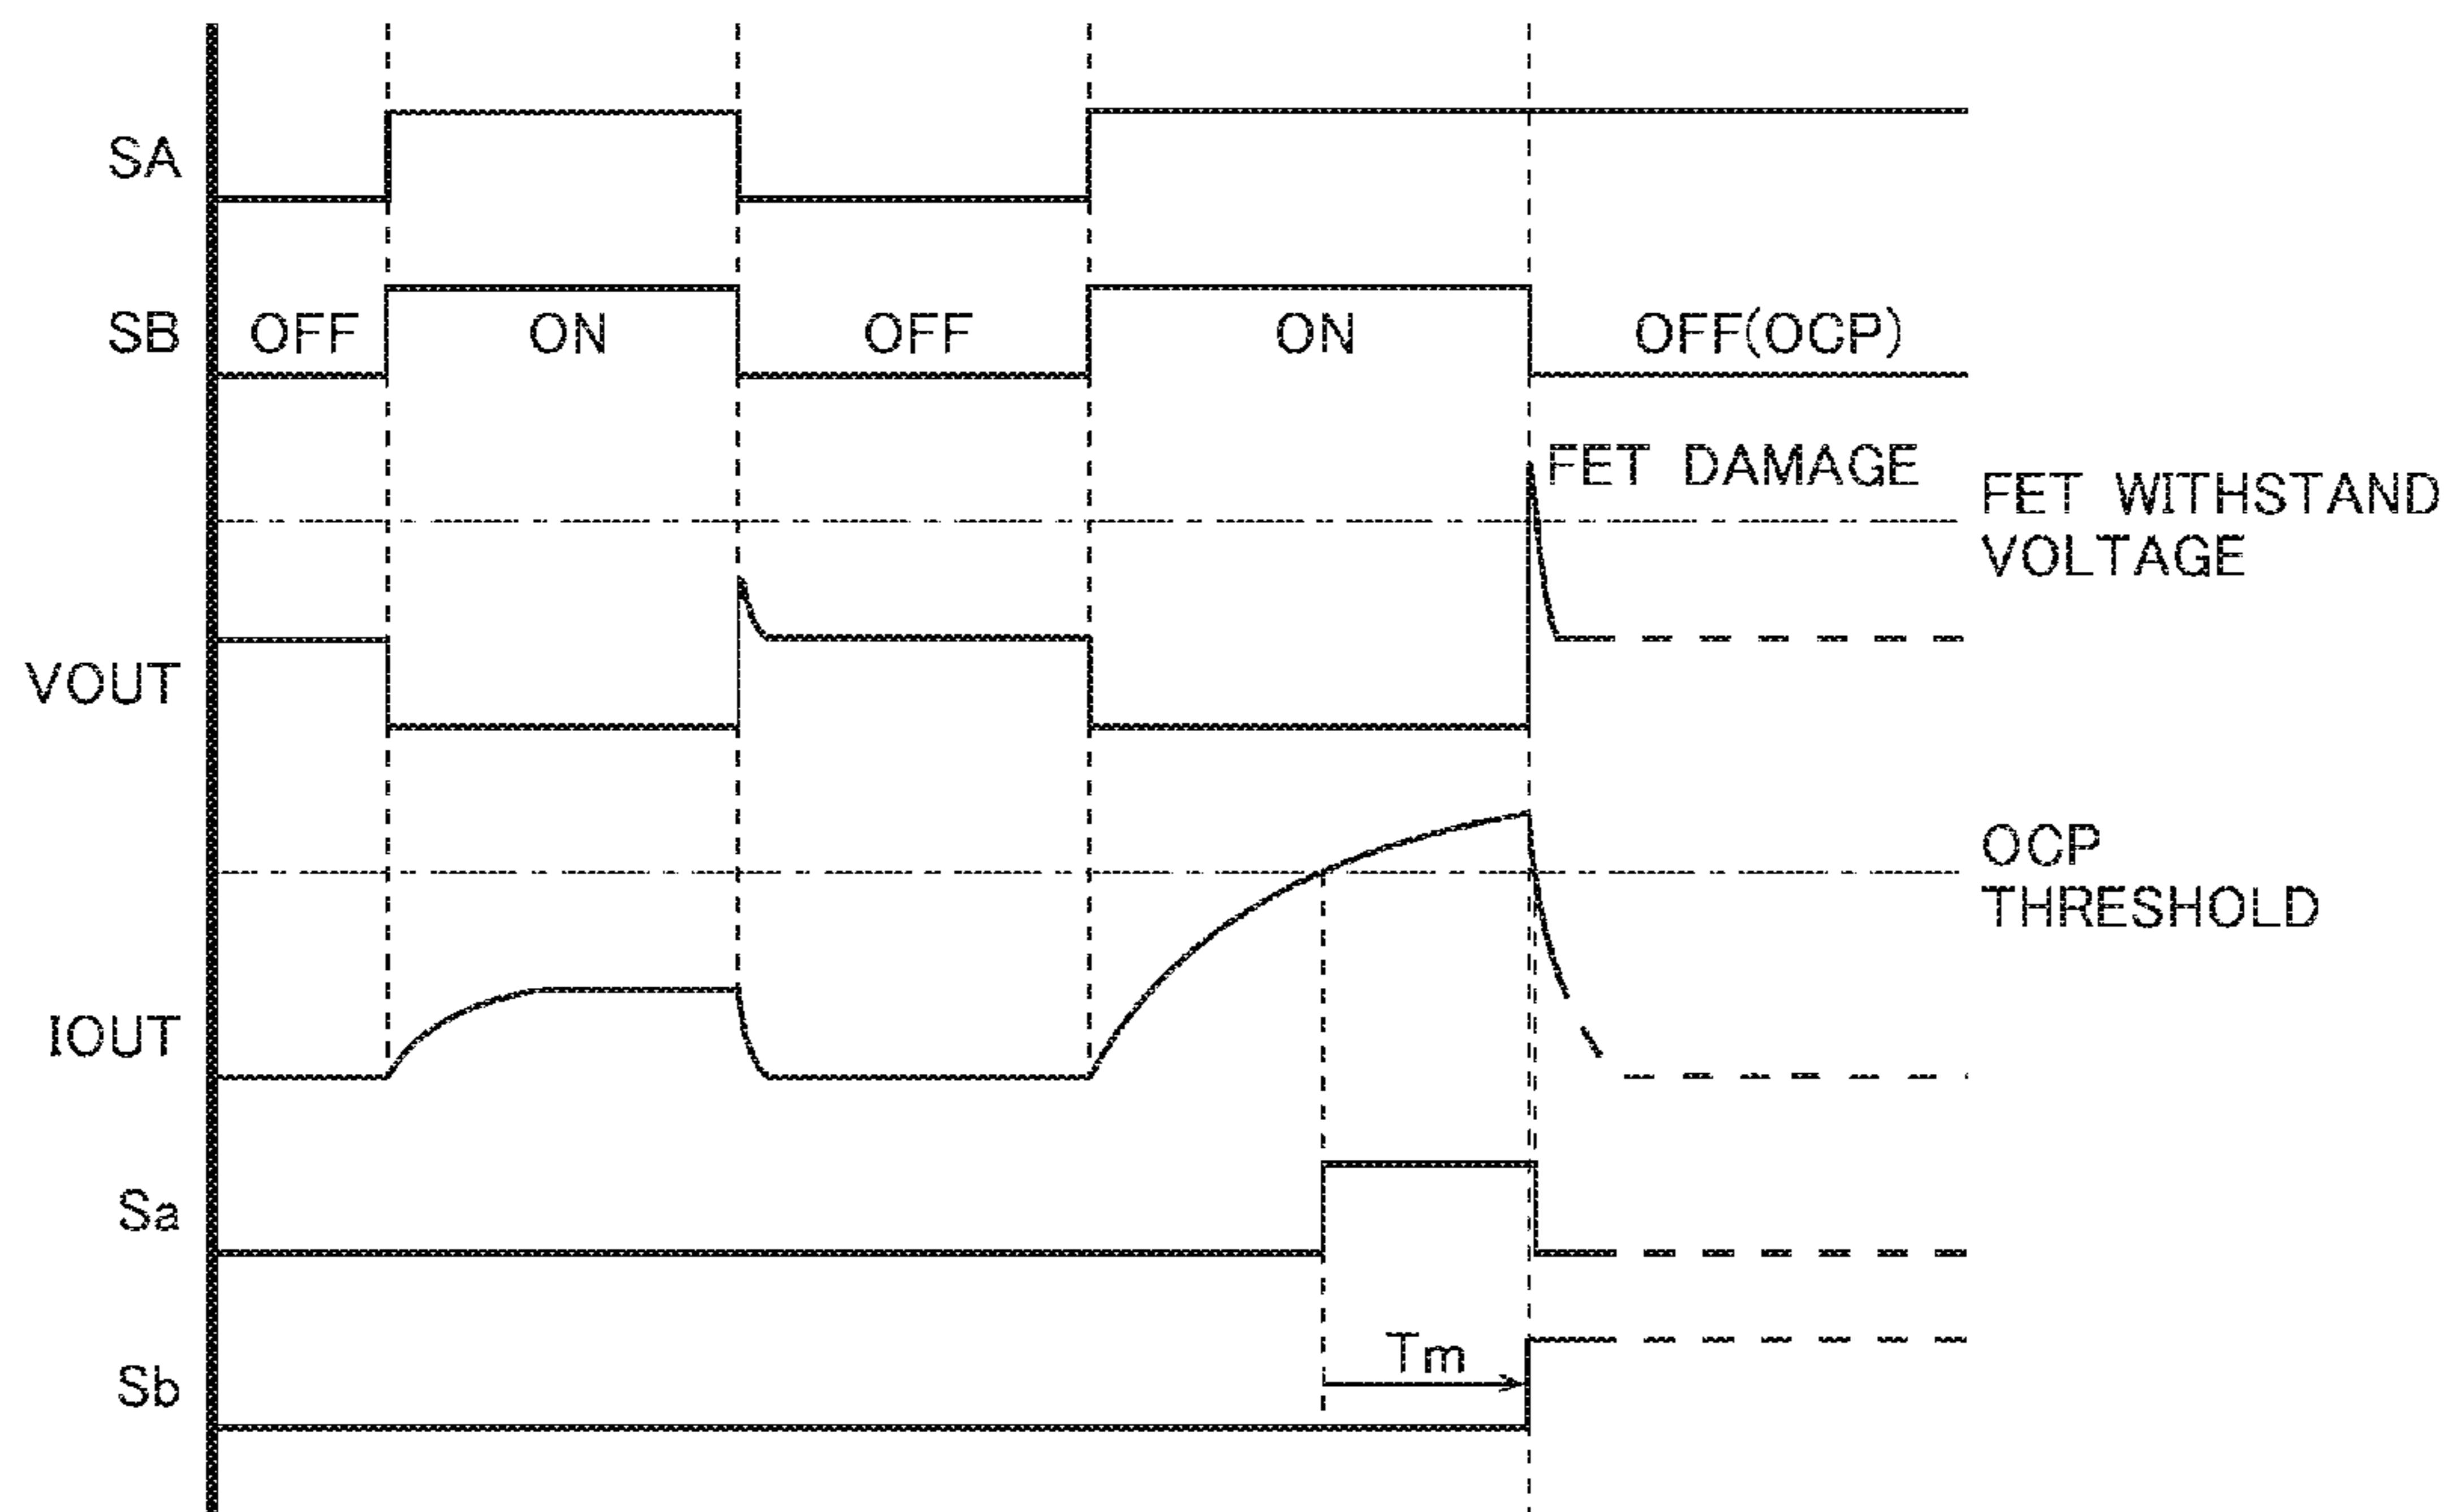 SA
SB
OFF
ON
OFF
ON
OFF(OCP)
FET DAMAGE
FET WITHSTAND
VOLTAGE
VOUT
OCP
THRESHOLD
IOUT
Sa
Tm
Sb